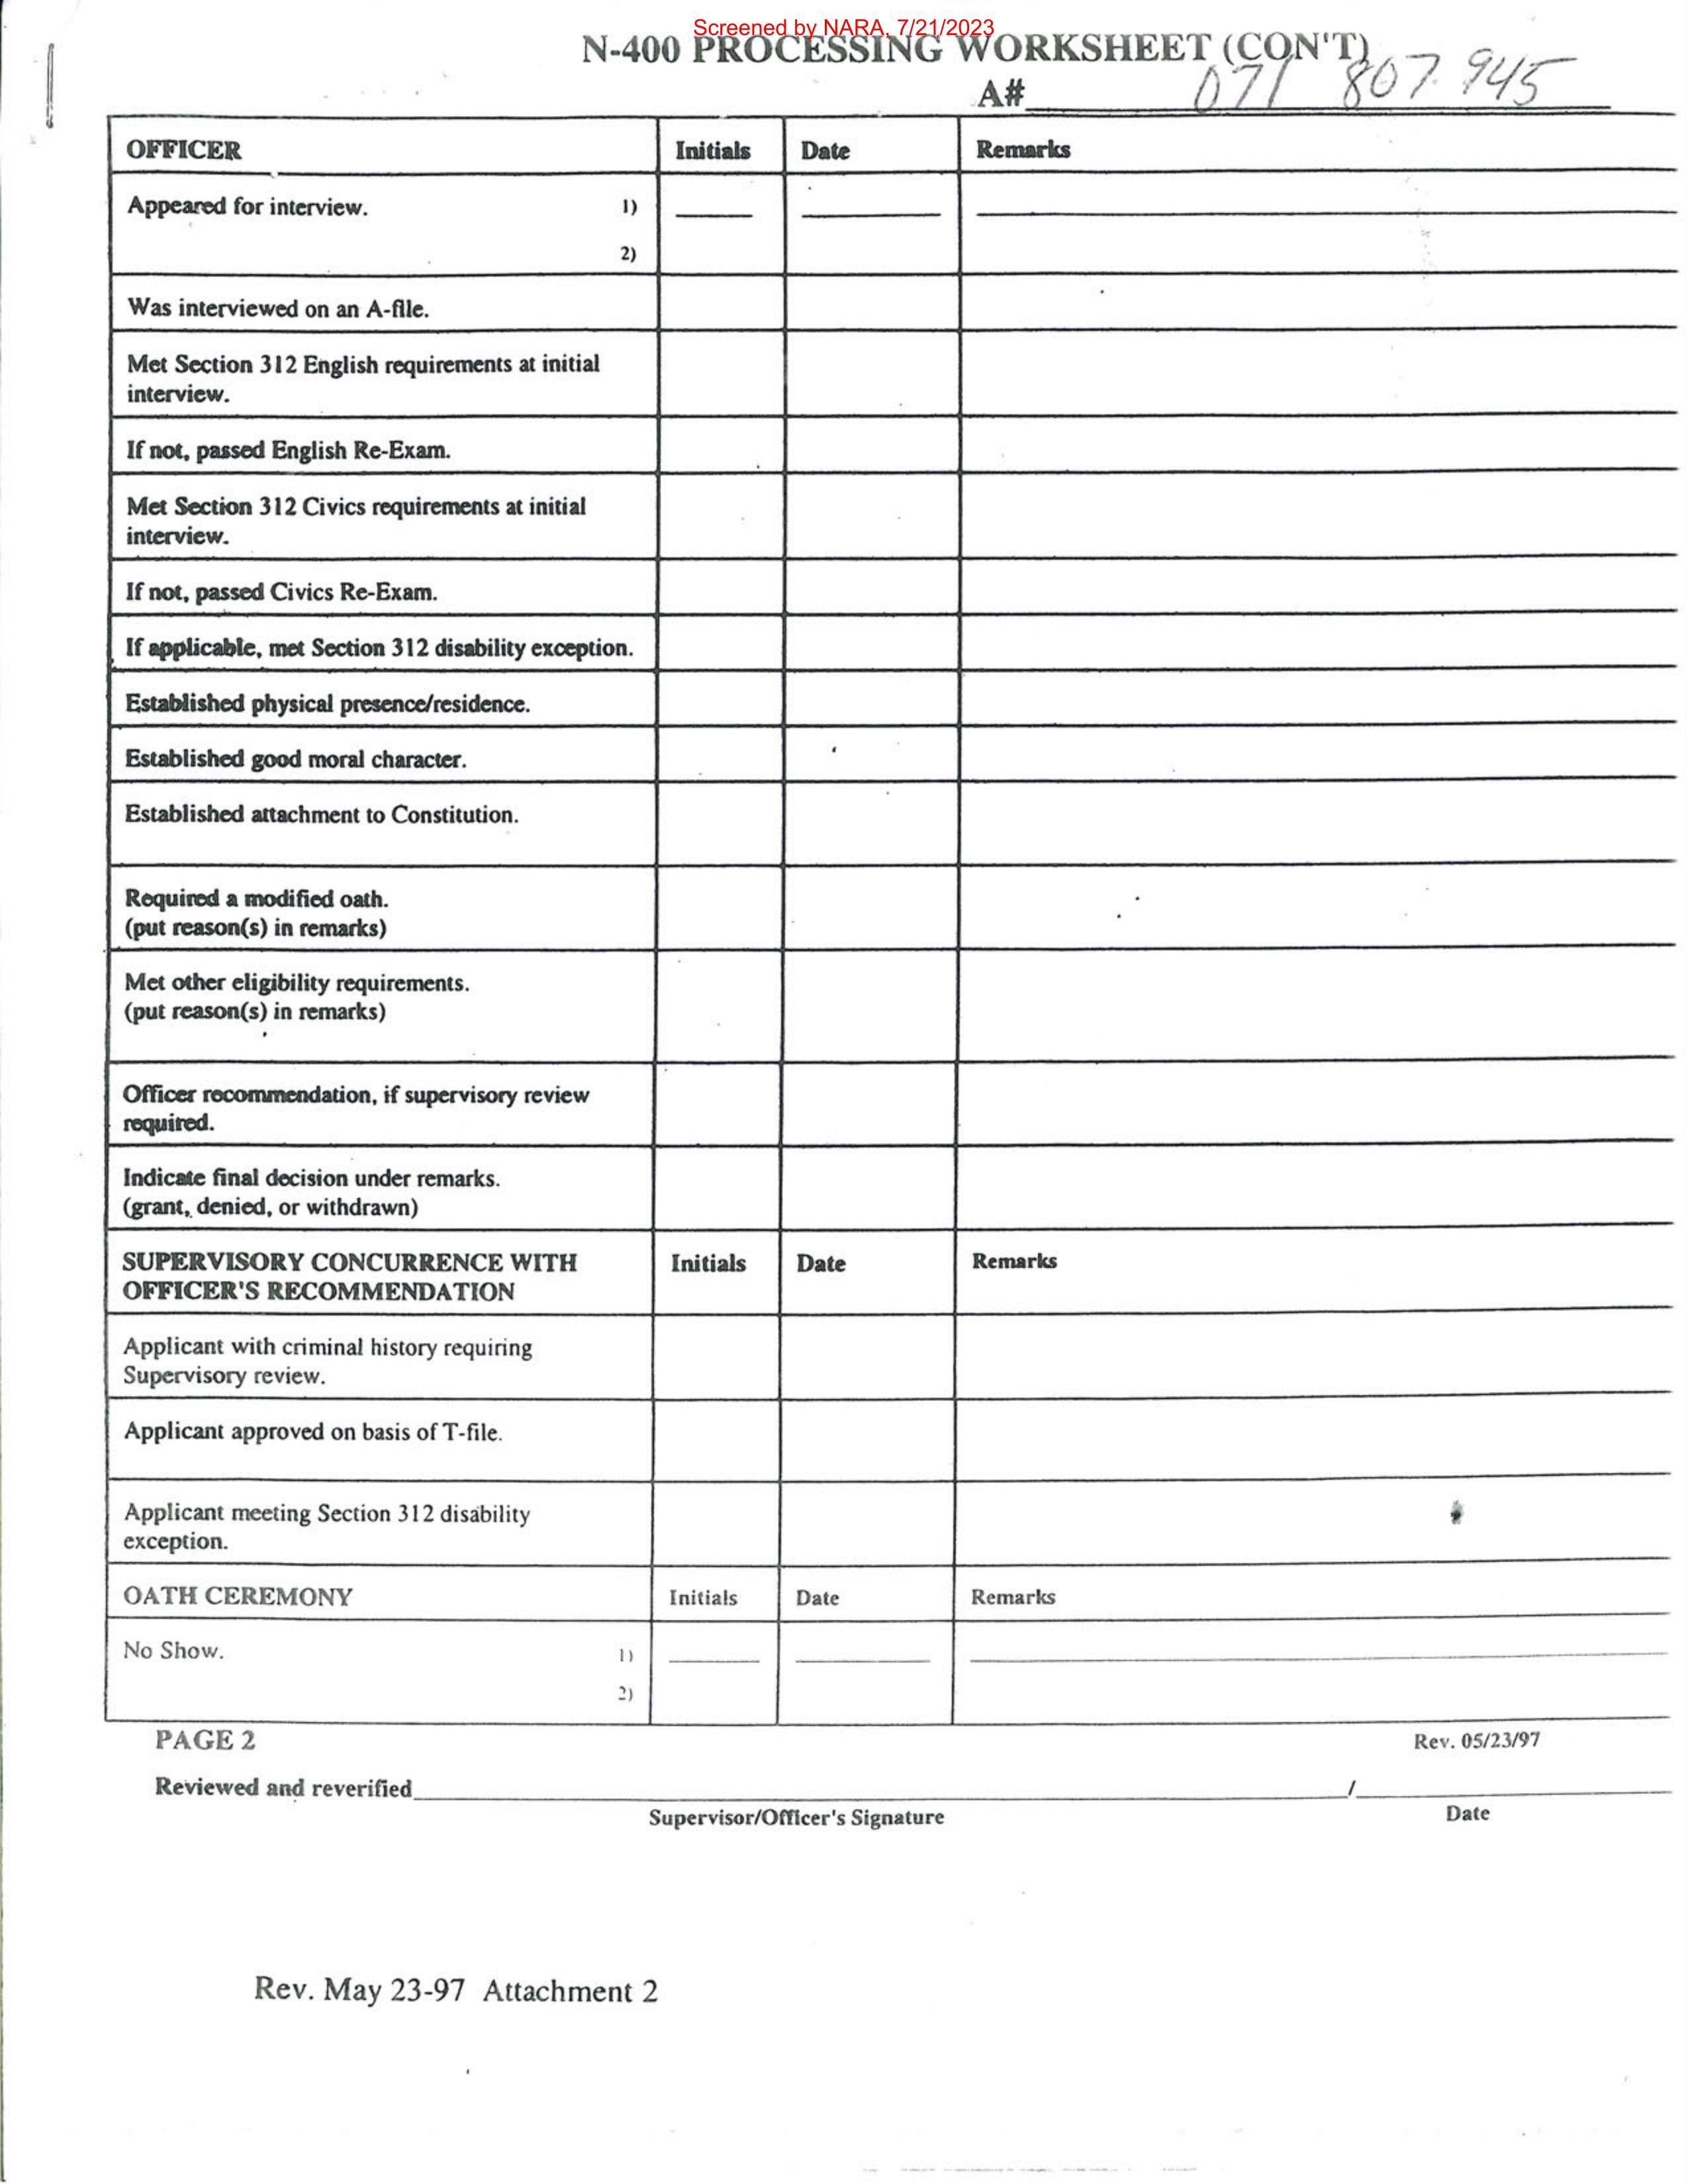 Screened by NARA, 7/21/2023
N-400 PROCESSING WORKSHEET (CON'T)
A# 071 807 945
OFFICER Initials Date Remarks
Appeared for interview. 1)
2)
Was interviewed on an A-file.
Met Section 312 English requirements at initial
interview.
If not, passed English Re-Exam.
Met Section 312 Civics requirements at initial
interview.
If not, passed Civics Re-Exam.
If applicable, met Section 312 disability exception.
Established physical presence/residence.
Established good moral character.
Established attachment to Constitution.
Required a modified oath.
(put reason(s) in remarks)
Met other eligibility requirements.
(put reason(s) in remarks)
Officer recommendation, if supervisory review
required.
Indicate final decision under remarks.
(grant, denied, or withdrawn)
SUPERVISORY CONCURRENCE WITH Initials Date Remarks
OFFICER'S RECOMMENDATION
Applicant with criminal history requiring
Supervisory review.
Applicant approved on basis of T-file.
Applicant meeting Section 312 disability
exception.
OATH CEREMONY Initials Date Remarks
No Show. 1)
2)
PAGE 2 Rev. 05/23/97
Reviewed and reverified /
Supervisor/Officer's Signature Date
Rev. May 23-97 Attachment 2